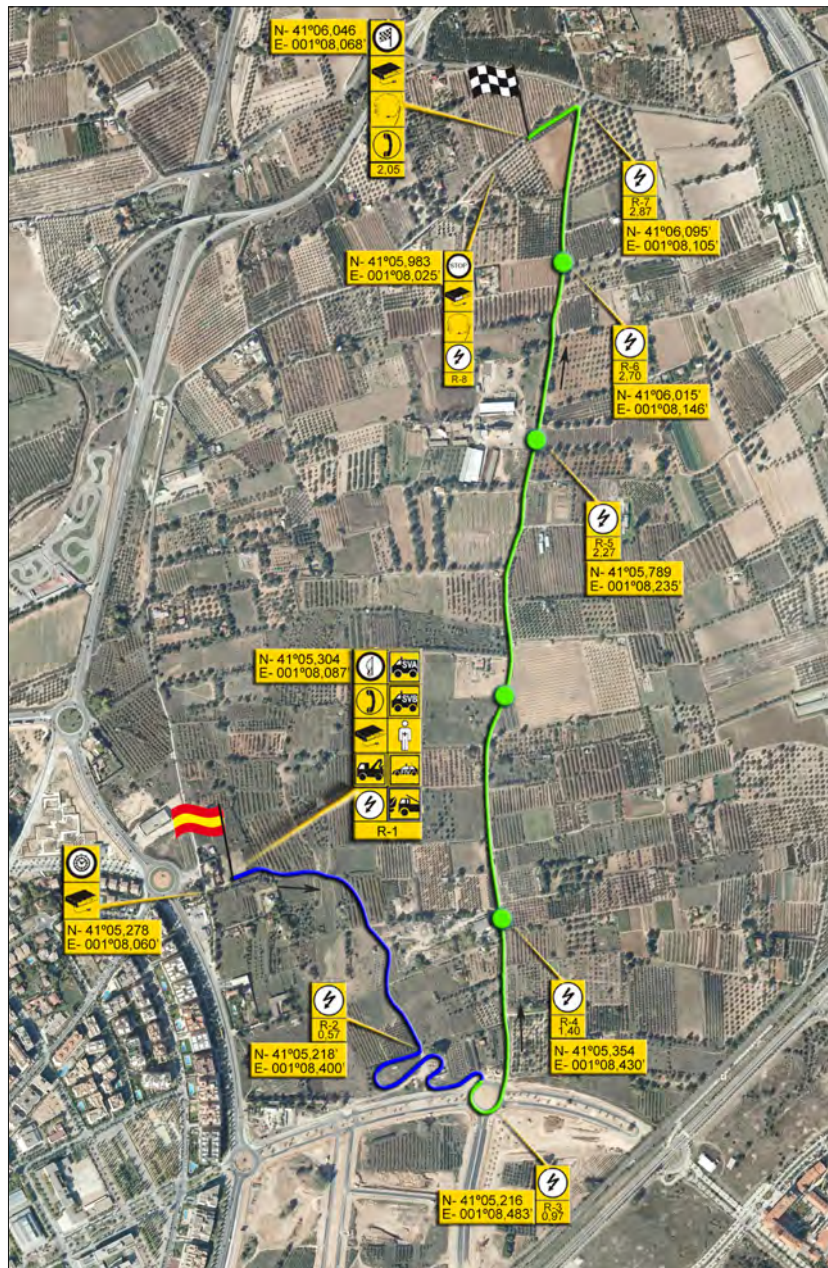 N- 41º06,046
E- 001º08,068'
2,05
R-7
2,87
N- 41º06,095'
E- 001º08,105'
N- 41º05,983
E- 001º08,025'
STOP
R-8
R-6
2,70
N- 41º06,015'
E- 001º08,146'
R-5
2,27
N- 41º05,789
E- 001º08,235'
N- 41º05,304
E- 001º08,087'
SVA
SVB
R-1
N- 41º05,278
E- 001º08,060'
R-2
0,57
N- 41º05,218'
E- 001º08,400'
R-4
1,40
N- 41º05,354
E- 001º08,430'
N- 41º05,216
E- 001º08,483'
R-3
0,97